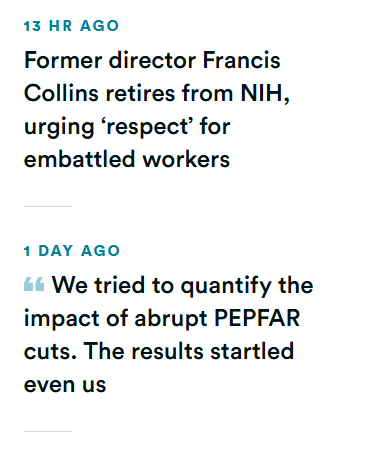 13 HR AGO
Former director Francis
Collins retires from NIH,
urging ‘respect’ for
embattled workers
1 DAY AGO
“ We tried to quantify the
impact of abrupt PEPFAR
cuts. The results startled
even us